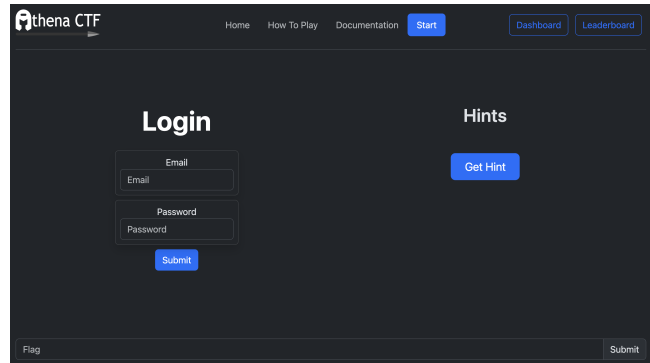 Athena CTF
Home How To Play Documentation Start Dashboard Leaderboard
Login
Hints
Email
Email
Get Hint
Password
Password
Submit
Flag Submit